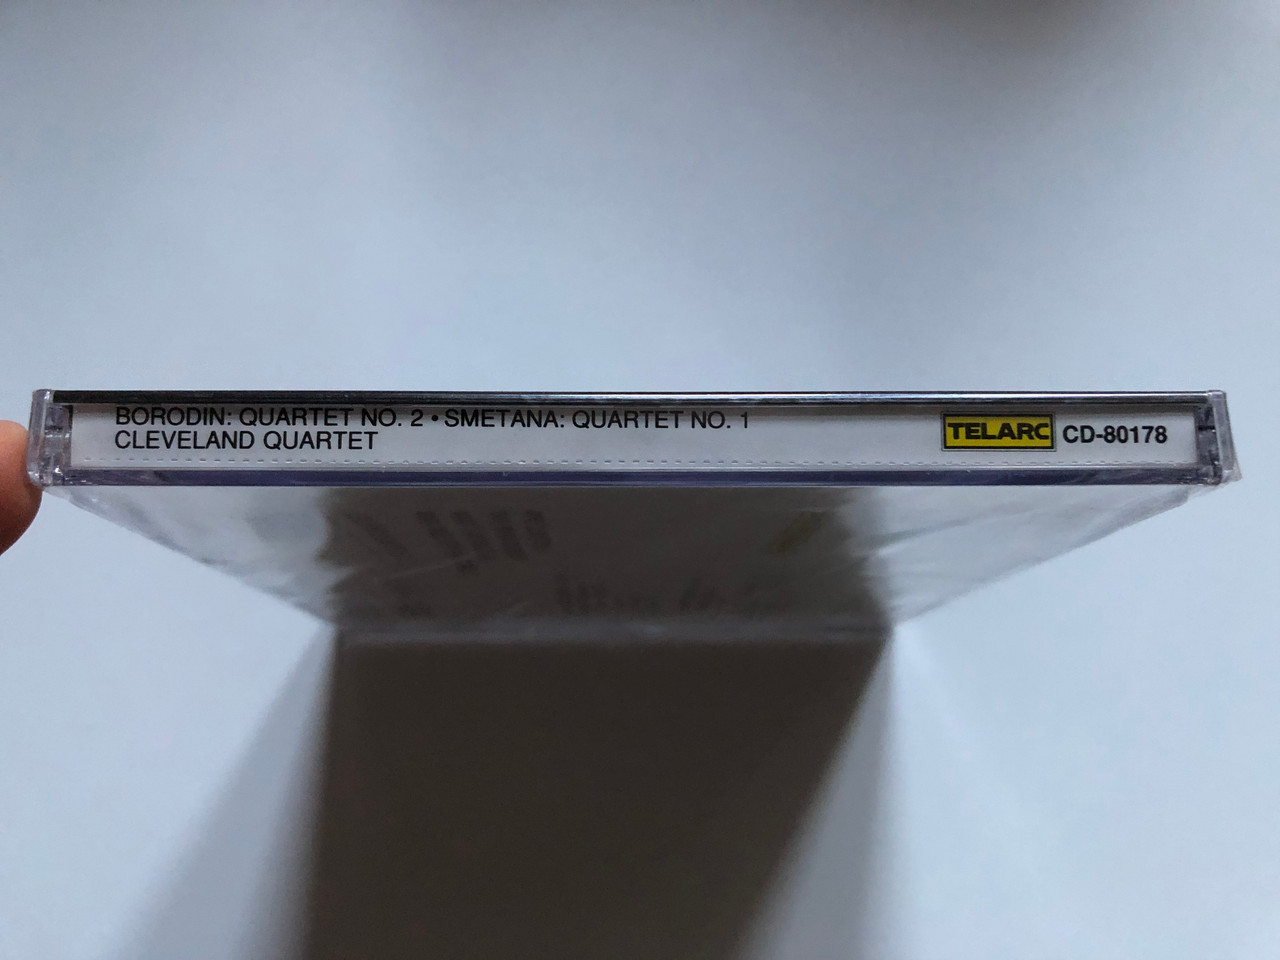 BORODIN: QUARTET NO. 2 • SMETANA: QUARTET NO. 1
CLEVELAND QUARTET
TELARC CD-80178